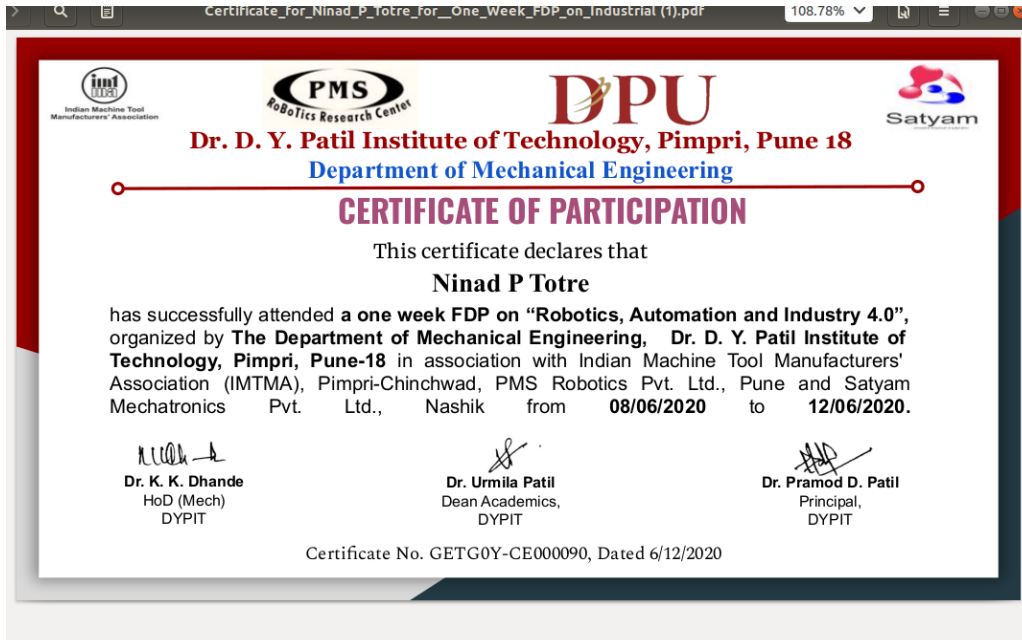 Certificate_for_Ninad_P_Totre_for__One_Week_FDP_on_Industrial (1).pdf
108.78%
imt
Indian Machine Tool
Manufacturers' Association
PMS
RoBoTics Research Center
DPU
Satyam
Dr. D. Y. Patil Institute of Technology, Pimpri, Pune 18
Department of Mechanical Engineering
CERTIFICATE OF PARTICIPATION
This certificate declares that
Ninad P Totre
has successfully attended a one week FDP on “Robotics, Automation and Industry 4.0”,
organized by The Department of Mechanical Engineering, Dr. D. Y. Patil Institute of
Technology, Pimpri, Pune-18 in association with Indian Machine Tool Manufacturers'
Association (IMTMA), Pimpri-Chinchwad, PMS Robotics Pvt. Ltd., Pune and Satyam
Mechatronics Pvt. Ltd., Nashik from 08/06/2020 to 12/06/2020.
Dr. K. K. Dhande
HoD (Mech)
DYPIT
Dr. Urmila Patil
Dean Academics,
DYPIT
Dr. Pramod D. Patil
Principal,
DYPIT
Certificate No. GETG0Y-CE000090, Dated 6/12/2020